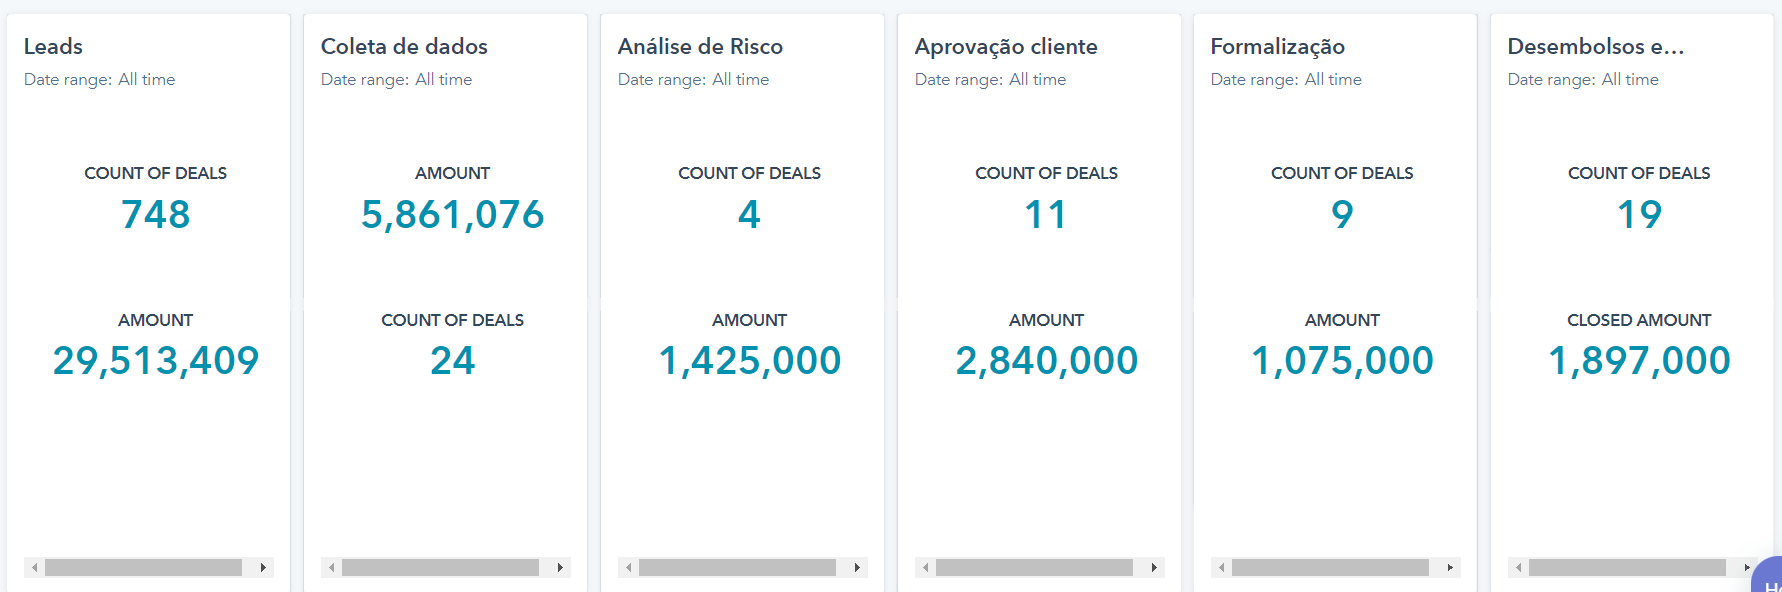 Leads
Date range: All time
COUNT OF DEALS
748
AMOUNT
29,513,409
Coleta de dados
Date range: All time
AMOUNT
5,861,076
COUNT OF DEALS
24
Análise de Risco
Date range: All time
COUNT OF DEALS
4
AMOUNT
1,425,000
Aprovação cliente
Date range: All time
COUNT OF DEALS
11
AMOUNT
2,840,000
Formalização
Date range: All time
COUNT OF DEALS
9
AMOUNT
1,075,000
Desembolsos e...
Date range: All time
COUNT OF DEALS
19
CLOSED AMOUNT
1,897,000